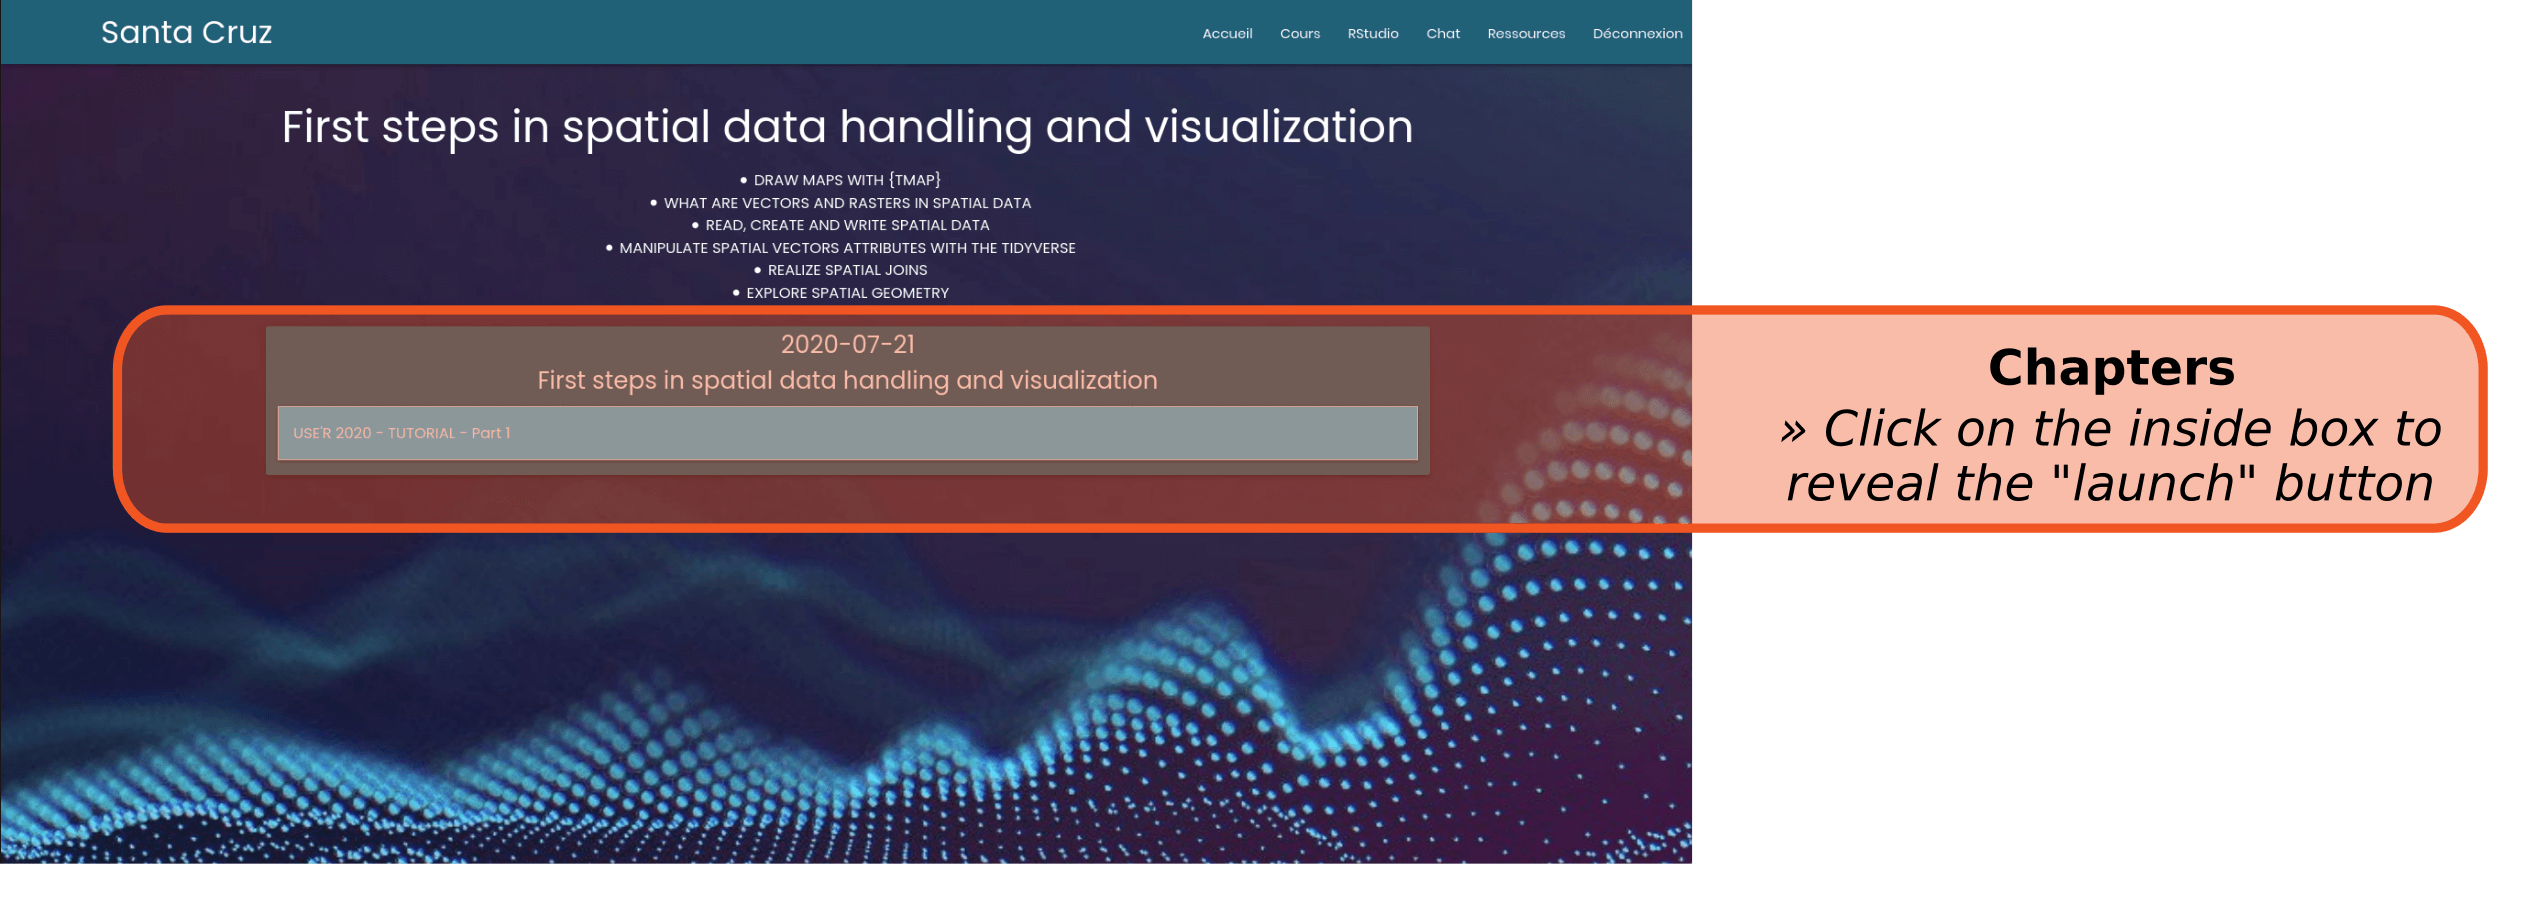 Santa Cruz
Accueil Cours RStudio Chat Ressources Déconnexion
First steps in spatial data handling and visualization
• DRAW MAPS WITH {TMAP}
• WHAT ARE VECTORS AND RASTERS IN SPATIAL DATA
• READ, CREATE AND WRITE SPATIAL DATA
• MANIPULATE SPATIAL VECTORS ATTRIBUTES WITH THE TIDYVERSE
• REALIZE SPATIAL JOINS
• EXPLORE SPATIAL GEOMETRY
2020-07-21
First steps in spatial data handling and visualization
USE'R 2020 - TUTORIAL - Part 1
Chapters
» Click on the inside box to
reveal the "launch" button